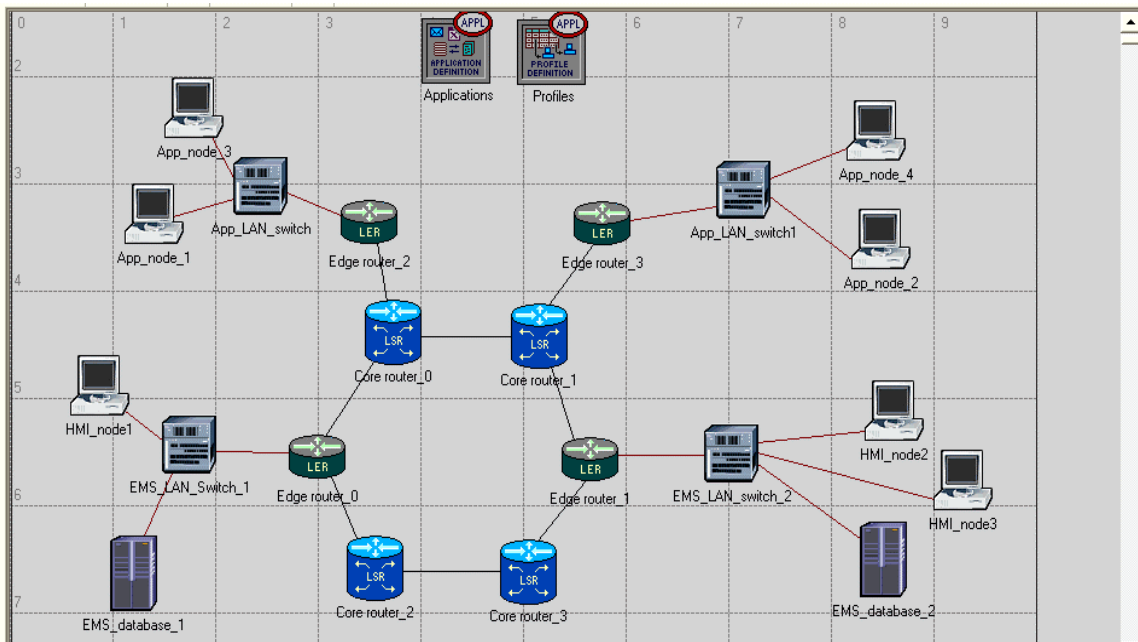 0 1 2 3 4 5 6 7 8 9
APPL APPL
APPLICATION DEFINITION
PROFILE DEFINITION
Applications Profiles
2
App_node_3
App_node_4
3
App_LAN_switch
App_LAN_switch1
LER
LER
App_node_1
Edge router_2
Edge router_3
App_node_2
4
LSR
LSR
Core router_0
Core router_1
5
HMI_node1
HMI_node2
LER
LER
EMS_LAN_Switch_1
Edge router_0
Edge router_1
EMS_LAN_switch_2
6
HMI_node3
LSR
LSR
7
EMS_database_1
Core router_2
Core router_3
EMS_database_2